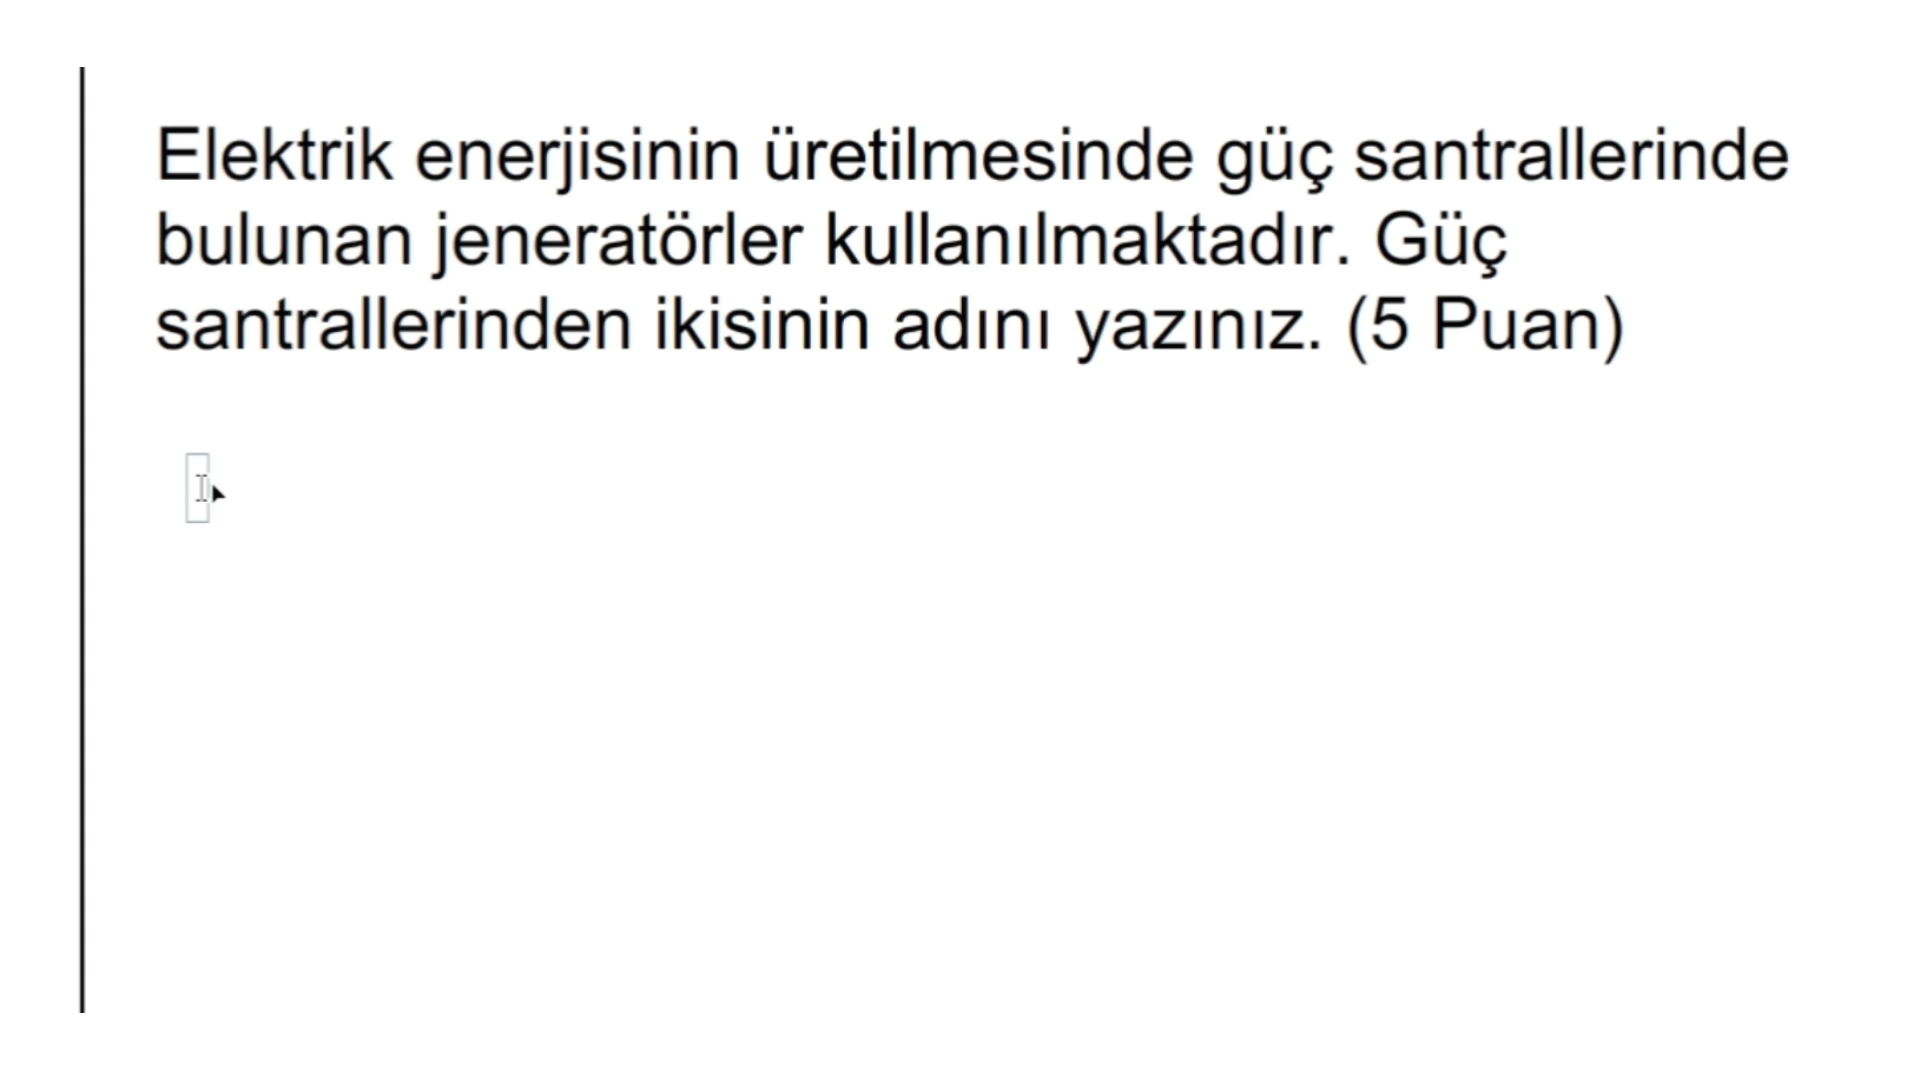 Elektrik enerjisinin üretilmesinde güç santrallerinde
bulunan jeneratörler kullanılmaktadır. Güç
santrallerinden ikisinin adını yazınız. (5 Puan)